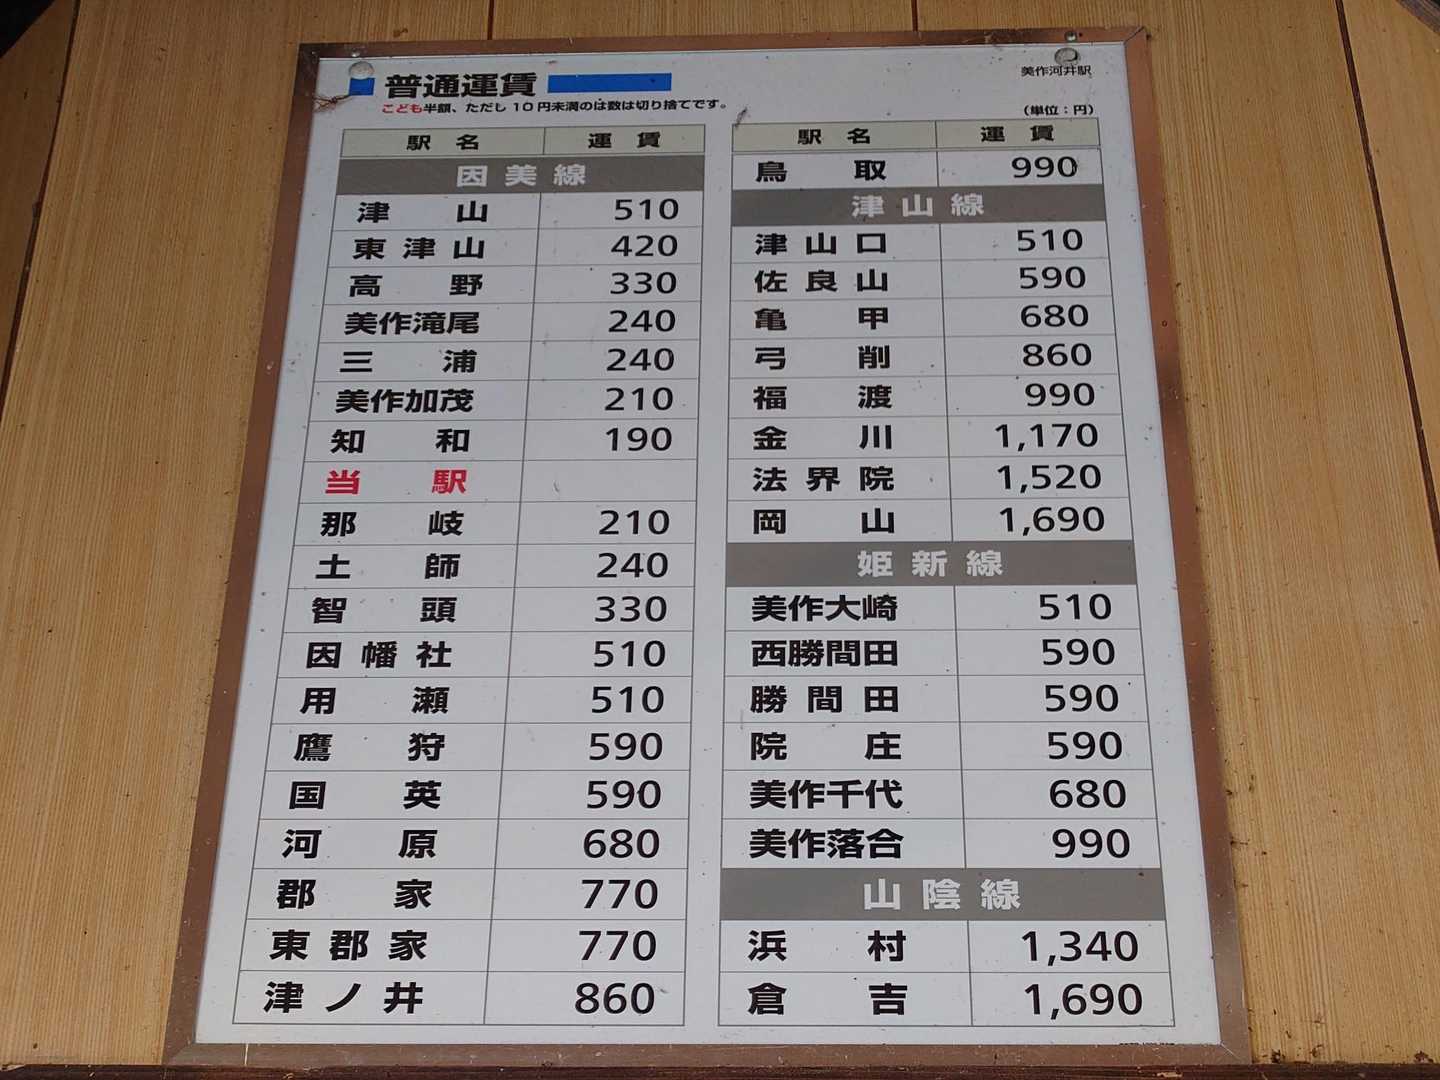 普通運賃
こども半額、ただし10円未満のは数は切り捨てです。
美作河井駅
(単位：円)
駅名 運賃
因美線
津山 510
東津山 420
高野 330
美作滝尾 240
三浦 240
美作加茂 210
知和 190
当駅
那岐 210
土師 240
智頭 330
因幡社 510
用瀬 510
鷹狩 590
国英 590
河原 680
郡家 770
東郡家 770
津ノ井 860
駅名 運賃
鳥取 990
津山線
津山口 510
佐良山 590
亀甲 680
弓削 860
福渡 990
金川 1,170
法界院 1,520
岡山 1,690
姫新線
美作大崎 510
西勝間田 590
勝間田 590
院庄 590
美作千代 680
美作落合 990
山陰線
浜村 1,340
倉吉 1,690